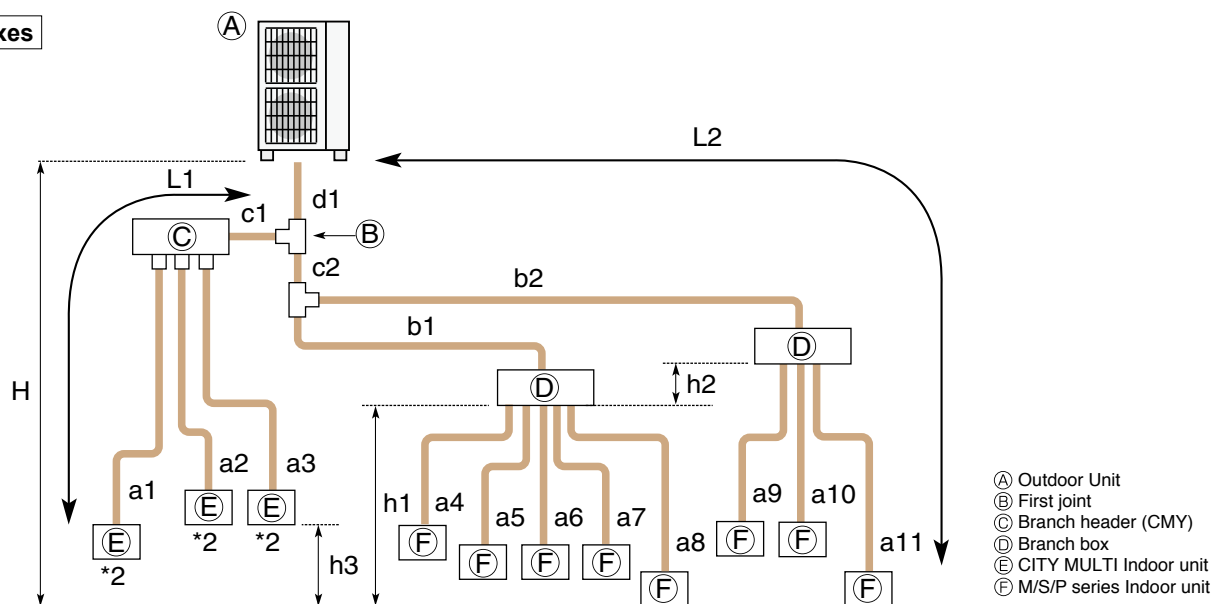 xes
Ⓐ
L2
L1
d1
c1
Ⓒ
Ⓑ
c2
b2
b1
Ⓓ
Ⓓ
h2
H
a1
a2
a3
h1
a4
a5
a6
a7
a8
a9
a10
a11
Ⓔ
Ⓔ
Ⓔ
*2
*2
*2
h3
Ⓕ
Ⓕ
Ⓕ
Ⓕ
Ⓕ
Ⓕ
Ⓕ
Ⓕ
Ⓐ Outdoor Unit
Ⓑ First joint
Ⓒ Branch header (CMY)
Ⓓ Branch box
Ⓔ CITY MULTI Indoor unit
Ⓕ M/S/P series Indoor unit